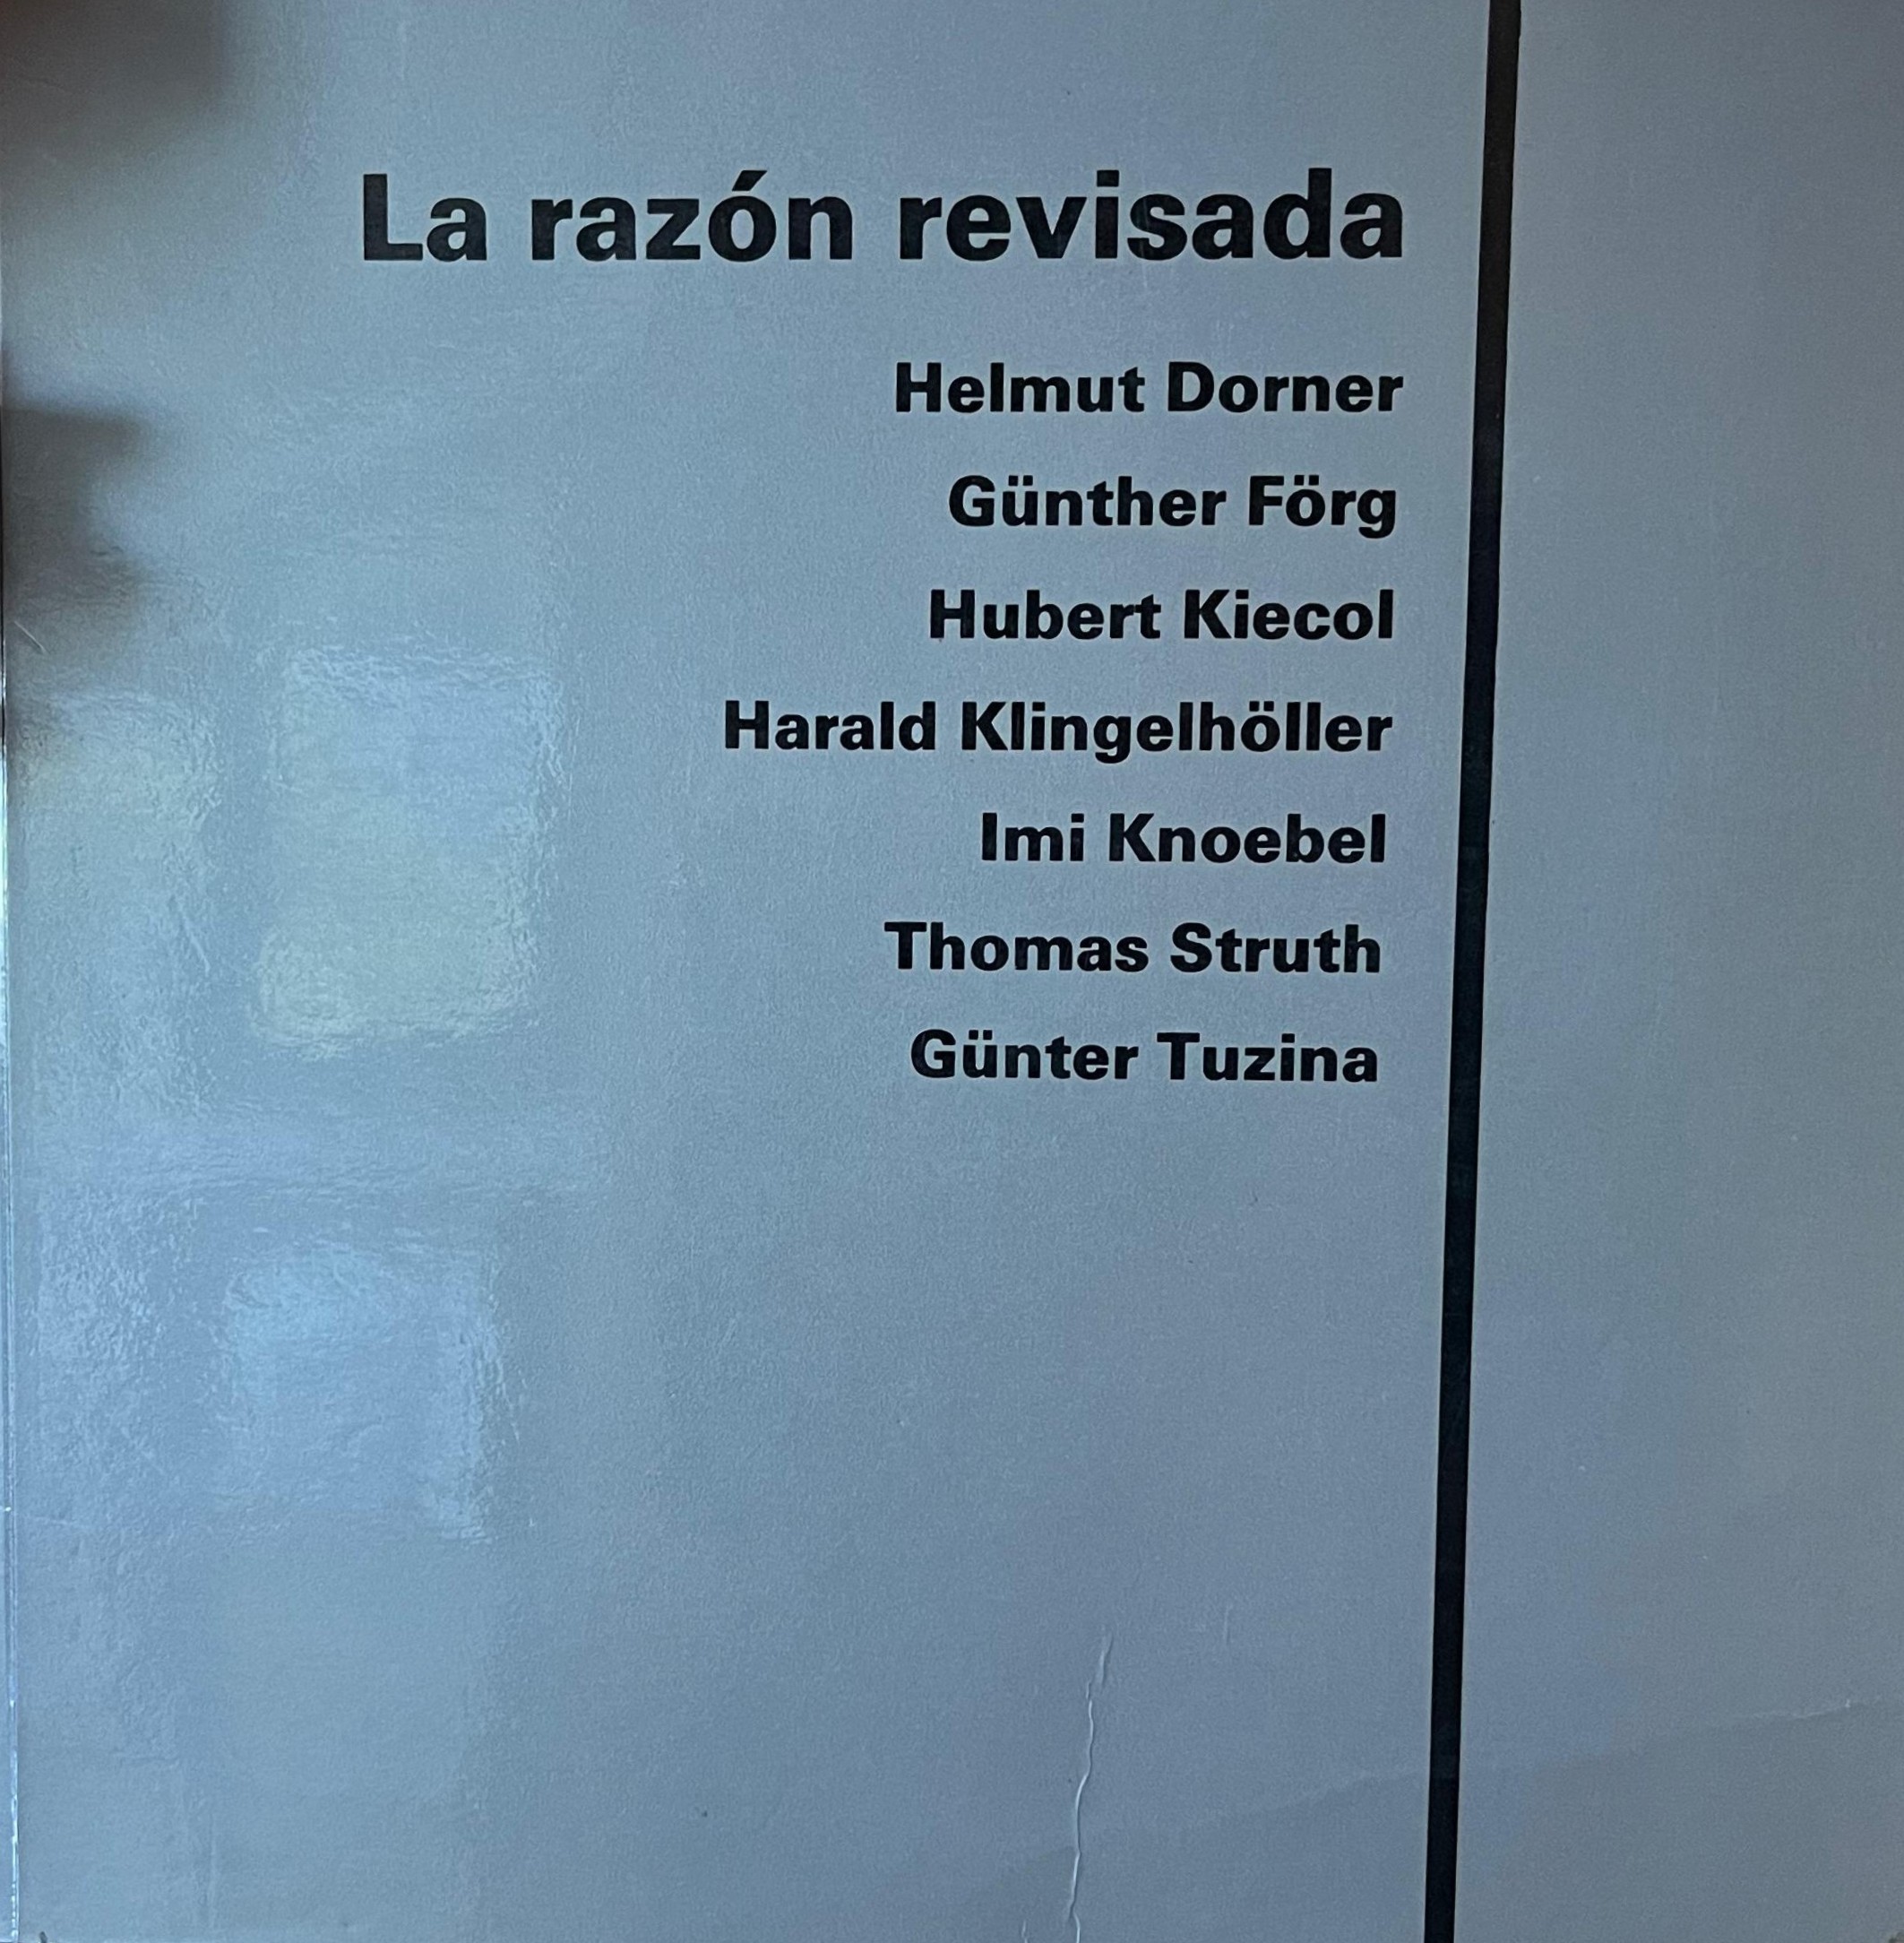 La razón revisada
Helmut Dorner
Günther Förg
Hubert Kiecol
Harald Klingelhöller
Imi Knoebel
Thomas Struth
Günter Tuzina